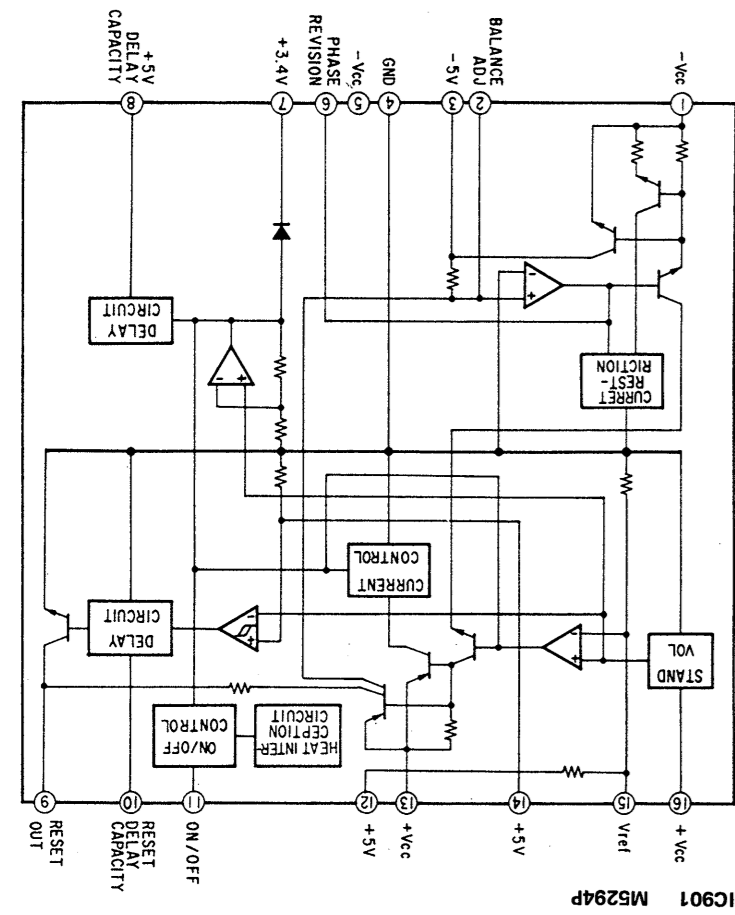 IC901 M5294P
-Vcc
BALANCE
ADJ
-5V
GND
-Vcc
PHASE
REVISION
+3.4V
+5V
DELAY
CAPACITY
1
2
3
4
5
6
7
8
DELAY
CIRCUIT
CURRET
REST-
RICTION
CURRENT
CONTROL
DELAY
CIRCUIT
STAND
VOL
ON/OFF
CONTROL
HEAT INTER-
CEPTION
CIRCUIT
-
+
-
+
-
+
-
+
9
10
11
12
13
14
15
16
RESET
OUT
RESET
DELAY
CAPACITY
ON/OFF
+5V
+Vcc
+5V
Vref
+Vcc